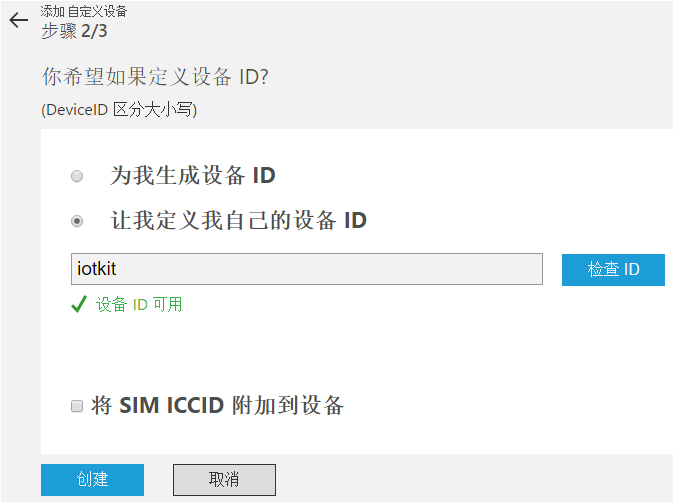 添加自定义设备
步骤 2/3
你希望如果定义设备 ID?
(DeviceID 区分大小写)
为我生成设备 ID
让我定义我自己的设备 ID
iotkit
检查 ID
设备 ID 可用
将 SIM ICCID 附加到设备
创建
取消